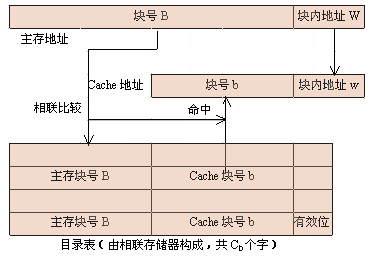 块号 B 块内地址 W
主存地址
Cache 地址 块号 b 块内地址 w
相联比较 命中
主存块号 B Cache 块号 b
主存块号 B Cache 块号 b 有效位
目录表（由相联存储器构成，共 Cb个字）